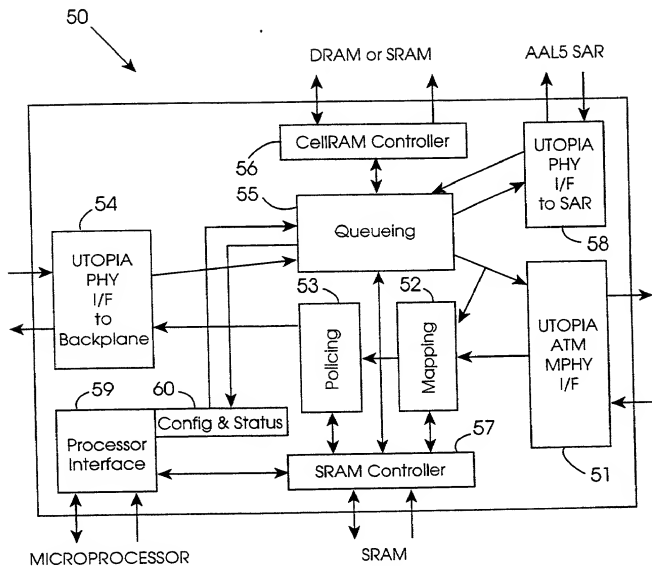 50
DRAM or SRAM
AAL5 SAR
CellRAM Controller
56
UTOPIA
PHY
I/F
to SAR
55
54
Queueing
58
UTOPIA
PHY
I/F
to
Backplane
53
52
Policing
Mapping
UTOPIA
ATM
MPHY
I/F
59
60
Config & Status
57
Processor
Interface
SRAM Controller
51
MICROPROCESSOR
SRAM